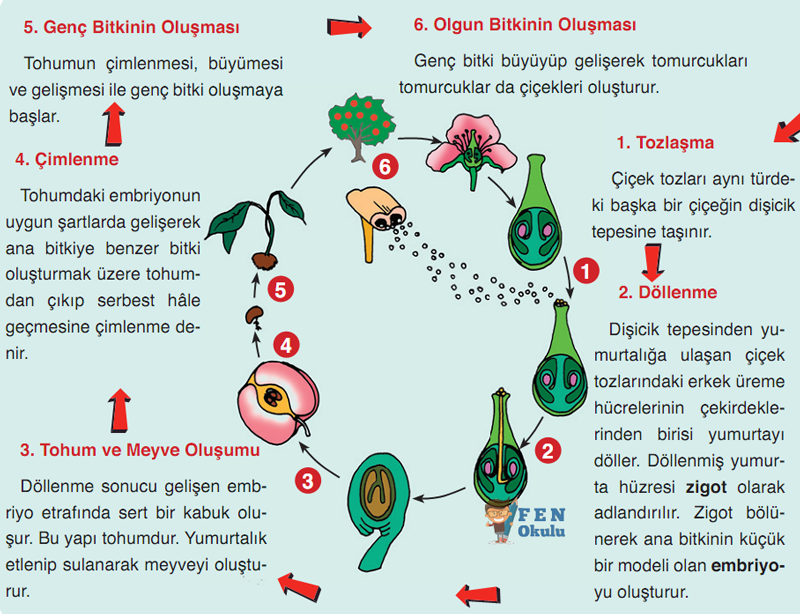 5. Genç Bitkinin Oluşması
Tohumun çimlenmesi, büyümesi
ve gelişmesi ile genç bitki oluşmaya
başlar.
6. Olgun Bitkinin Oluşması
Genç bitki büyüyüp gelişerek tomurcukları
tomurcuklar da çiçekleri oluşturur.
1. Tozlaşma
Çiçek tozları aynı türde-
ki başka bir çiçeğin dişicik
tepesine taşınır.
2. Döllenme
Dişicik tepesinden yu-
murtalığa ulaşan çiçek
tozlarındaki erkek üreme
hücrelerinin çekirdekle-
rinden birisi yumurtayı
döller. Döllenmiş yumur-
ta hüzresi zigot olarak
adlandırılır. Zigot bölü-
nerek ana bitkinin küçük
bir modeli olan embriyo-
yu oluşturur.
3. Tohum ve Meyve Oluşumu
Döllenme sonucu gelişen emb-
riyo etrafında sert bir kabuk olu-
şur. Bu yapı tohumdur. Yumurtalık
etlenip sulanarak meyveyi oluştu-
rur.
4. Çimlenme
Tohumdaki embriyonun
uygun şartlarda gelişerek
ana bitkiye benzer bitki
oluşturmak üzere tohum-
dan çıkıp serbest hâle
geçmesine çimlenme de-
nir.
6
1
5
4
2
3
FEN
Okulu